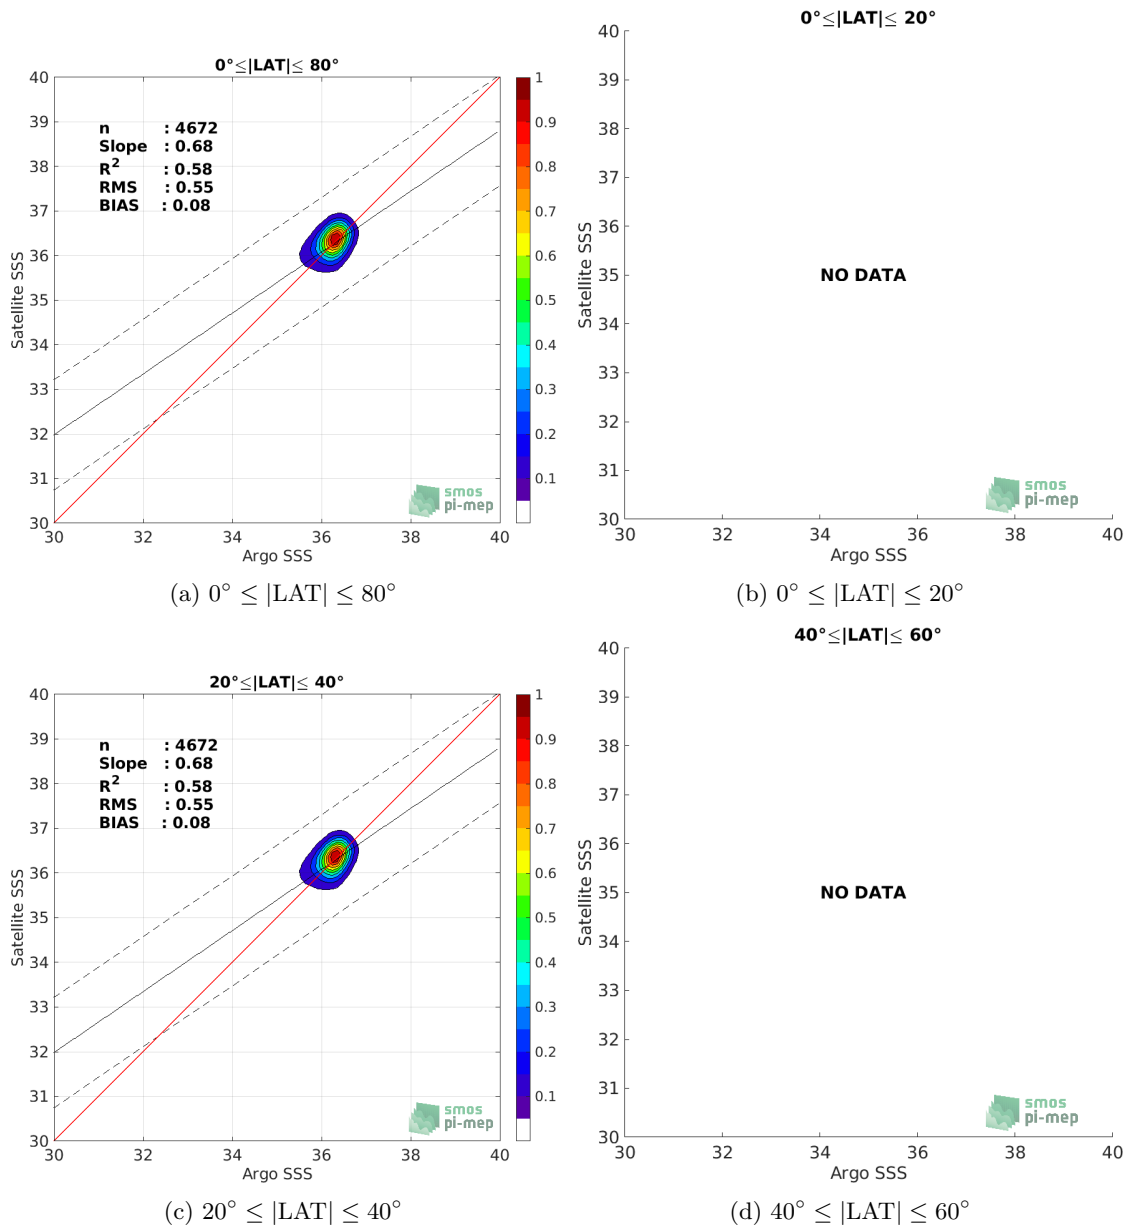 0°≤|LAT|≤ 80°
40
39
38
37
36
35
34
33
32
31
30
Satellite SSS
n : 4672
Slope : 0.68
R² : 0.58
RMS : 0.55
BIAS : 0.08
smos
pi-mep
30 32 34 36 38 40
Argo SSS
1
0.9
0.8
0.7
0.6
0.5
0.4
0.3
0.2
0.1
(a) 0° ≤ |LAT| ≤ 80°
0°≤|LAT|≤ 20°
40
39
38
37
36
35
34
33
32
31
30
Satellite SSS
NO DATA
smos
pi-mep
30 32 34 36 38 40
Argo SSS
(b) 0° ≤ |LAT| ≤ 20°
20°≤|LAT|≤ 40°
40
39
38
37
36
35
34
33
32
31
30
Satellite SSS
n : 4672
Slope : 0.68
R² : 0.58
RMS : 0.55
BIAS : 0.08
smos
pi-mep
30 32 34 36 38 40
Argo SSS
1
0.9
0.8
0.7
0.6
0.5
0.4
0.3
0.2
0.1
(c) 20° ≤ |LAT| ≤ 40°
40°≤|LAT|≤ 60°
40
39
38
37
36
35
34
33
32
31
30
Satellite SSS
NO DATA
smos
pi-mep
30 32 34 36 38 40
Argo SSS
(d) 40° ≤ |LAT| ≤ 60°